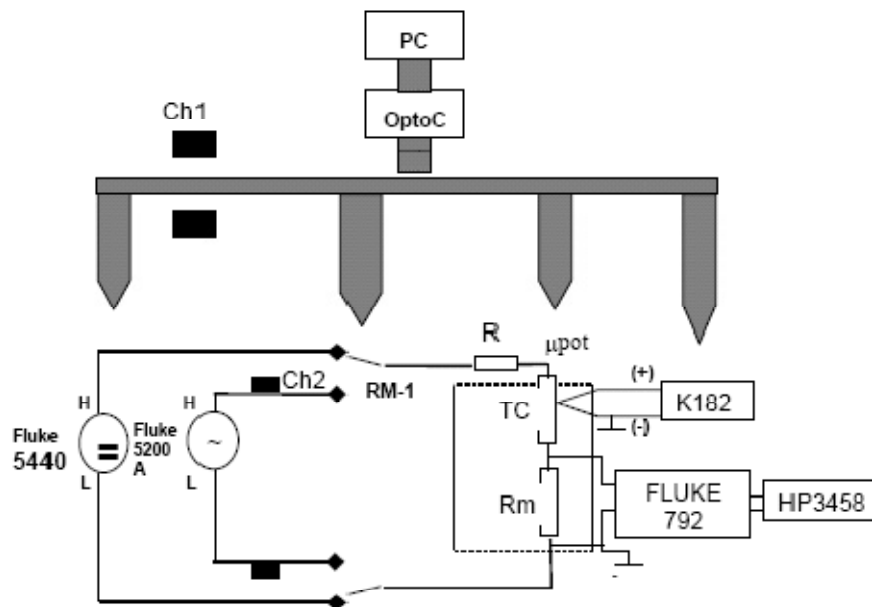 PC
OptoC
Ch1
R
μpot
Ch2
RM-1
(+)
K182
(-)
TC
H
H
Fluke
5440
Fluke
5200
A
~
L
L
Rm
FLUKE
792
HP3458